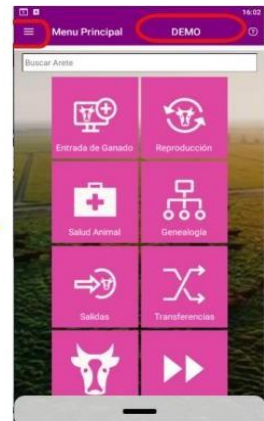 16:02
Menu Principal DEMO
Buscar Arete
Entrada de Ganado Reproducción
Salud Animal Genealogía
Salidas Transferencias